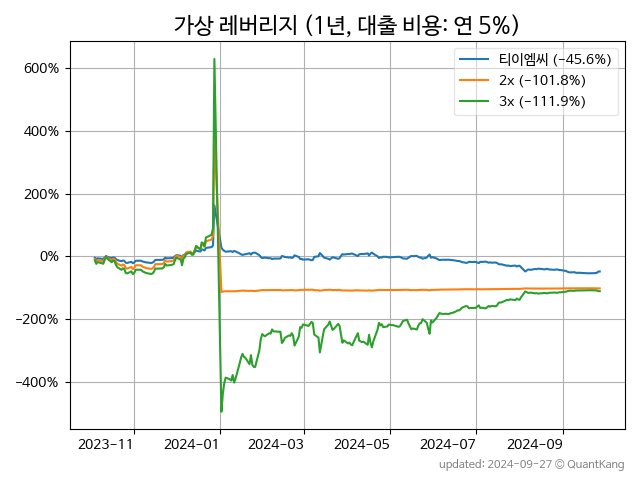 가상 레버리지 (1년, 대출 비용: 연 5%)
티이엠씨 (-45.6%)
2x (-101.8%)
3x (-111.9%)
600%
400%
200%
0%
-200%
-400%
2023-11
2024-01
2024-03
2024-05
2024-07
2024-09
updated: 2024-09-27 © QuantKang